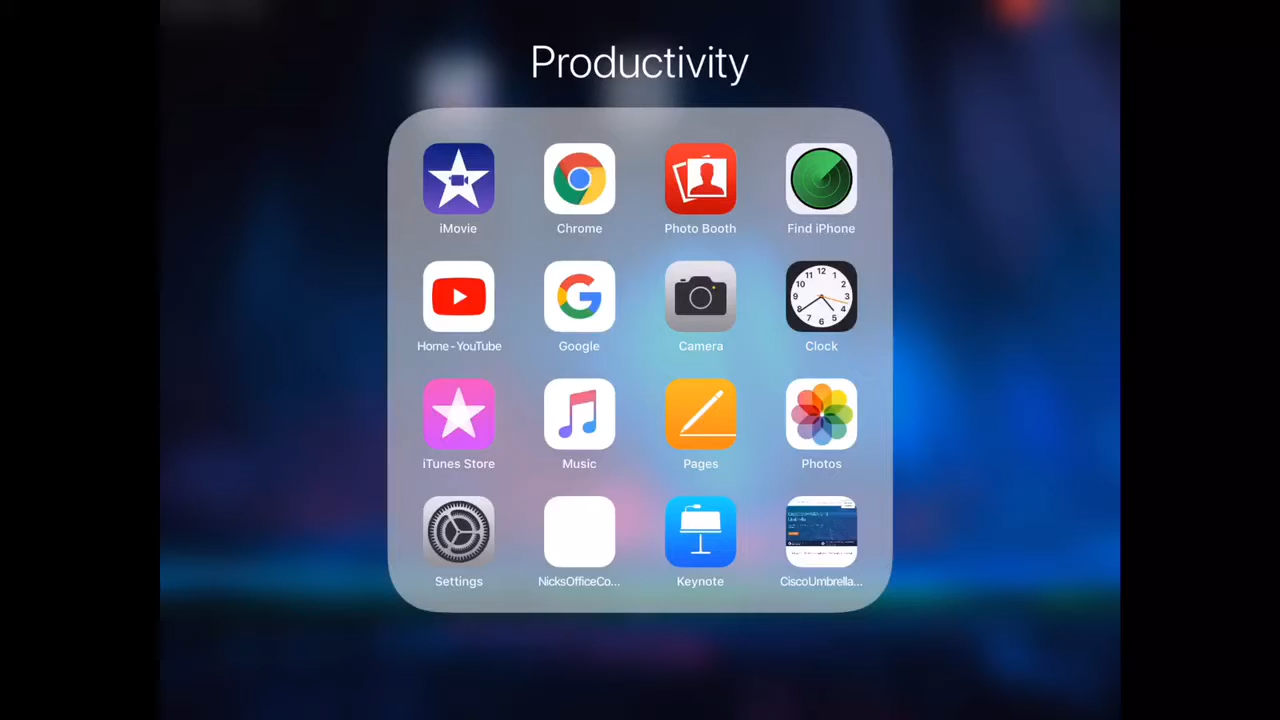 Productivity
iMovie
Chrome
Photo Booth
Find iPhone
Home - YouTube
Google
Camera
Clock
iTunes Store
Music
Pages
Photos
Settings
NicksOfficeCo...
Keynote
CiscoUmbrella...